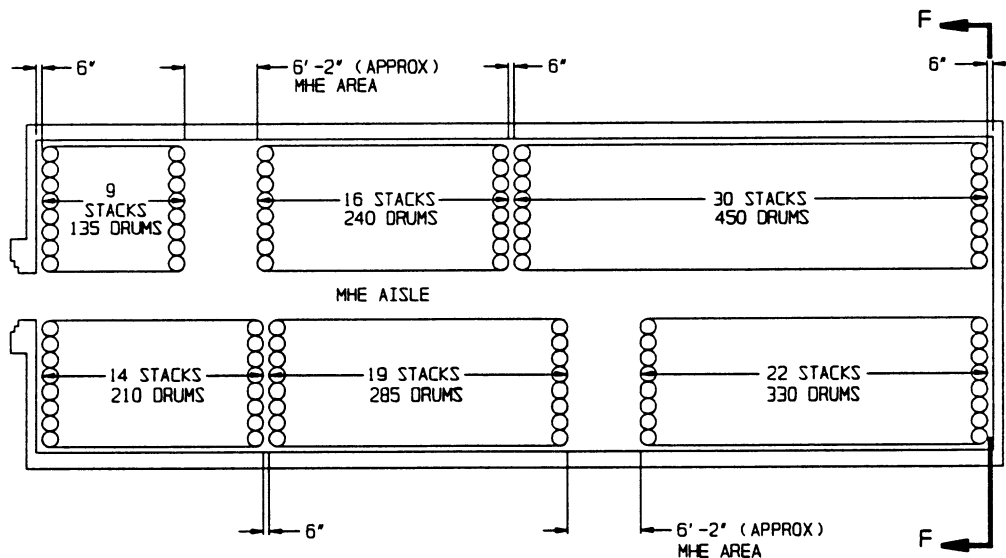 F
6"
6'-2" (APPROX)
MHE AREA
6"
6"
9
STACKS
135 DRUMS
16 STACKS
240 DRUMS
30 STACKS
450 DRUMS
MHE AISLE
14 STACKS
210 DRUMS
19 STACKS
285 DRUMS
22 STACKS
330 DRUMS
6"
6'-2" (APPROX)
MHE AREA
F